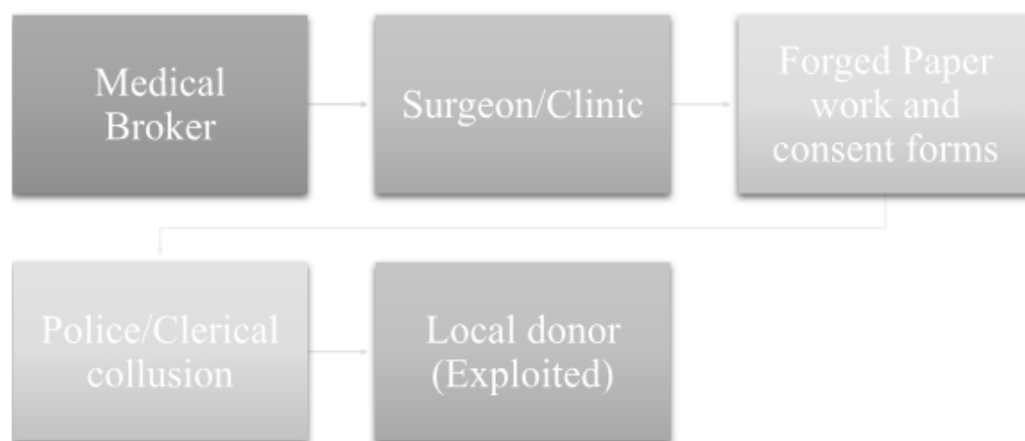 Medical
Broker
Surgeon/Clinic
Forged Paper
work and
consent forms
Police/Clerical
collusion
Local donor
(Exploited)